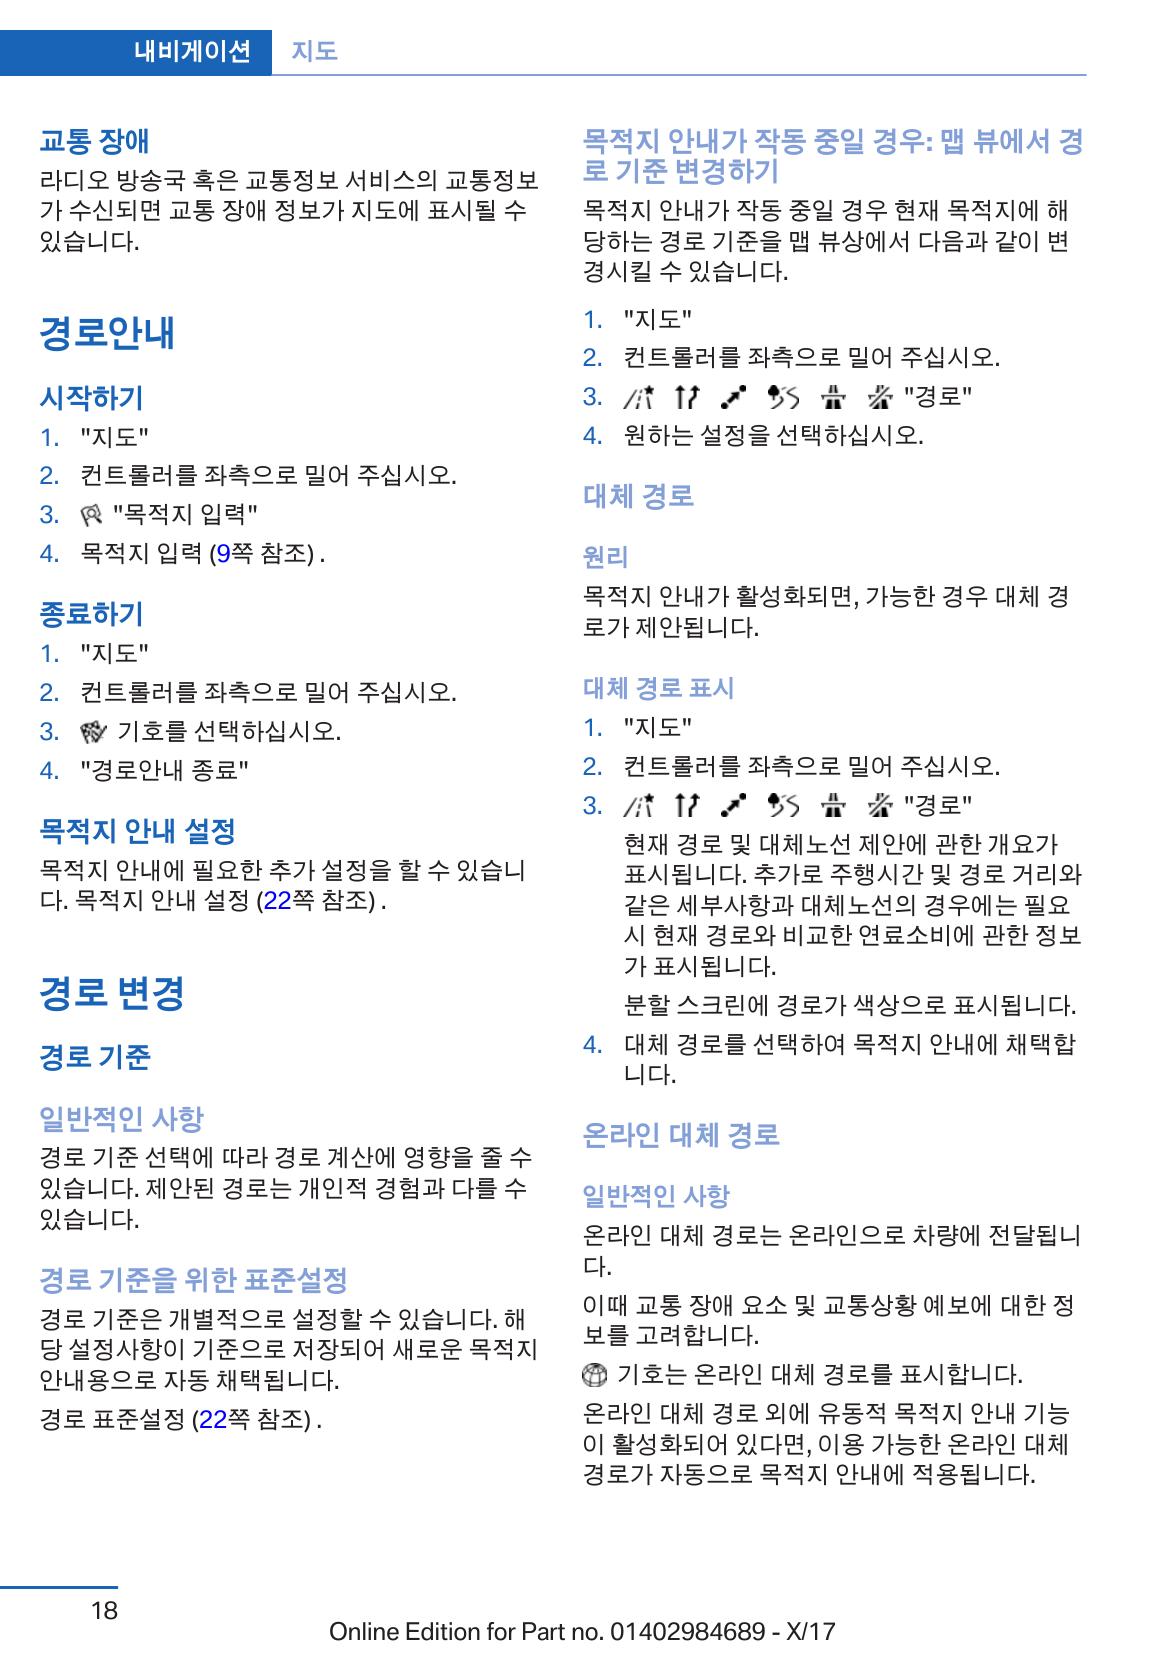 내비게이션 지도
교통 장애
라디오 방송국 혹은 교통정보 서비스의 교통정보
가 수신되면 교통 장애 정보가 지도에 표시될 수
있습니다.
경로안내
시작하기
1. "지도"
2. 컨트롤러를 좌측으로 밀어 주십시오.
3. "목적지 입력"
4. 목적지 입력 (9쪽 참조) .
종료하기
1. "지도"
2. 컨트롤러를 좌측으로 밀어 주십시오.
3. 기호를 선택하십시오.
4. "경로안내 종료"
목적지 안내 설정
목적지 안내에 필요한 추가 설정을 할 수 있습니
다. 목적지 안내 설정 (22쪽 참조) .
경로 변경
경로 기준
일반적인 사항
경로 기준 선택에 따라 경로 계산에 영향을 줄 수
있습니다. 제안된 경로는 개인적 경험과 다를 수
있습니다.
경로 기준을 위한 표준설정
경로 기준은 개별적으로 설정할 수 있습니다. 해
당 설정사항이 기준으로 저장되어 새로운 목적지
안내용으로 자동 채택됩니다.
경로 표준설정 (22쪽 참조) .
목적지 안내가 작동 중일 경우: 맵 뷰에서 경
로 기준 변경하기
목적지 안내가 작동 중일 경우 현재 목적지에 해
당하는 경로 기준을 맵 뷰상에서 다음과 같이 변
경시킬 수 있습니다.
1. "지도"
2. 컨트롤러를 좌측으로 밀어 주십시오.
3. "경로"
4. 원하는 설정을 선택하십시오.
대체 경로
원리
목적지 안내가 활성화되면, 가능한 경우 대체 경
로가 제안됩니다.
대체 경로 표시
1. "지도"
2. 컨트롤러를 좌측으로 밀어 주십시오.
3. "경로"
현재 경로 및 대체노선 제안에 관한 개요가
표시됩니다. 추가로 주행시간 및 경로 거리와
같은 세부사항과 대체노선의 경우에는 필요
시 현재 경로와 비교한 연료소비에 관한 정보
가 표시됩니다.
분할 스크린에 경로가 색상으로 표시됩니다.
4. 대체 경로를 선택하여 목적지 안내에 채택합
니다.
온라인 대체 경로
일반적인 사항
온라인 대체 경로는 온라인으로 차량에 전달됩니
다.
이때 교통 장애 요소 및 교통상황 예보에 대한 정
보를 고려합니다.
기호는 온라인 대체 경로를 표시합니다.
온라인 대체 경로 외에 유동적 목적지 안내 기능
이 활성화되어 있다면, 이용 가능한 온라인 대체
경로가 자동으로 목적지 안내에 적용됩니다.
18
Online Edition for Part no. 01402984689 - X/17